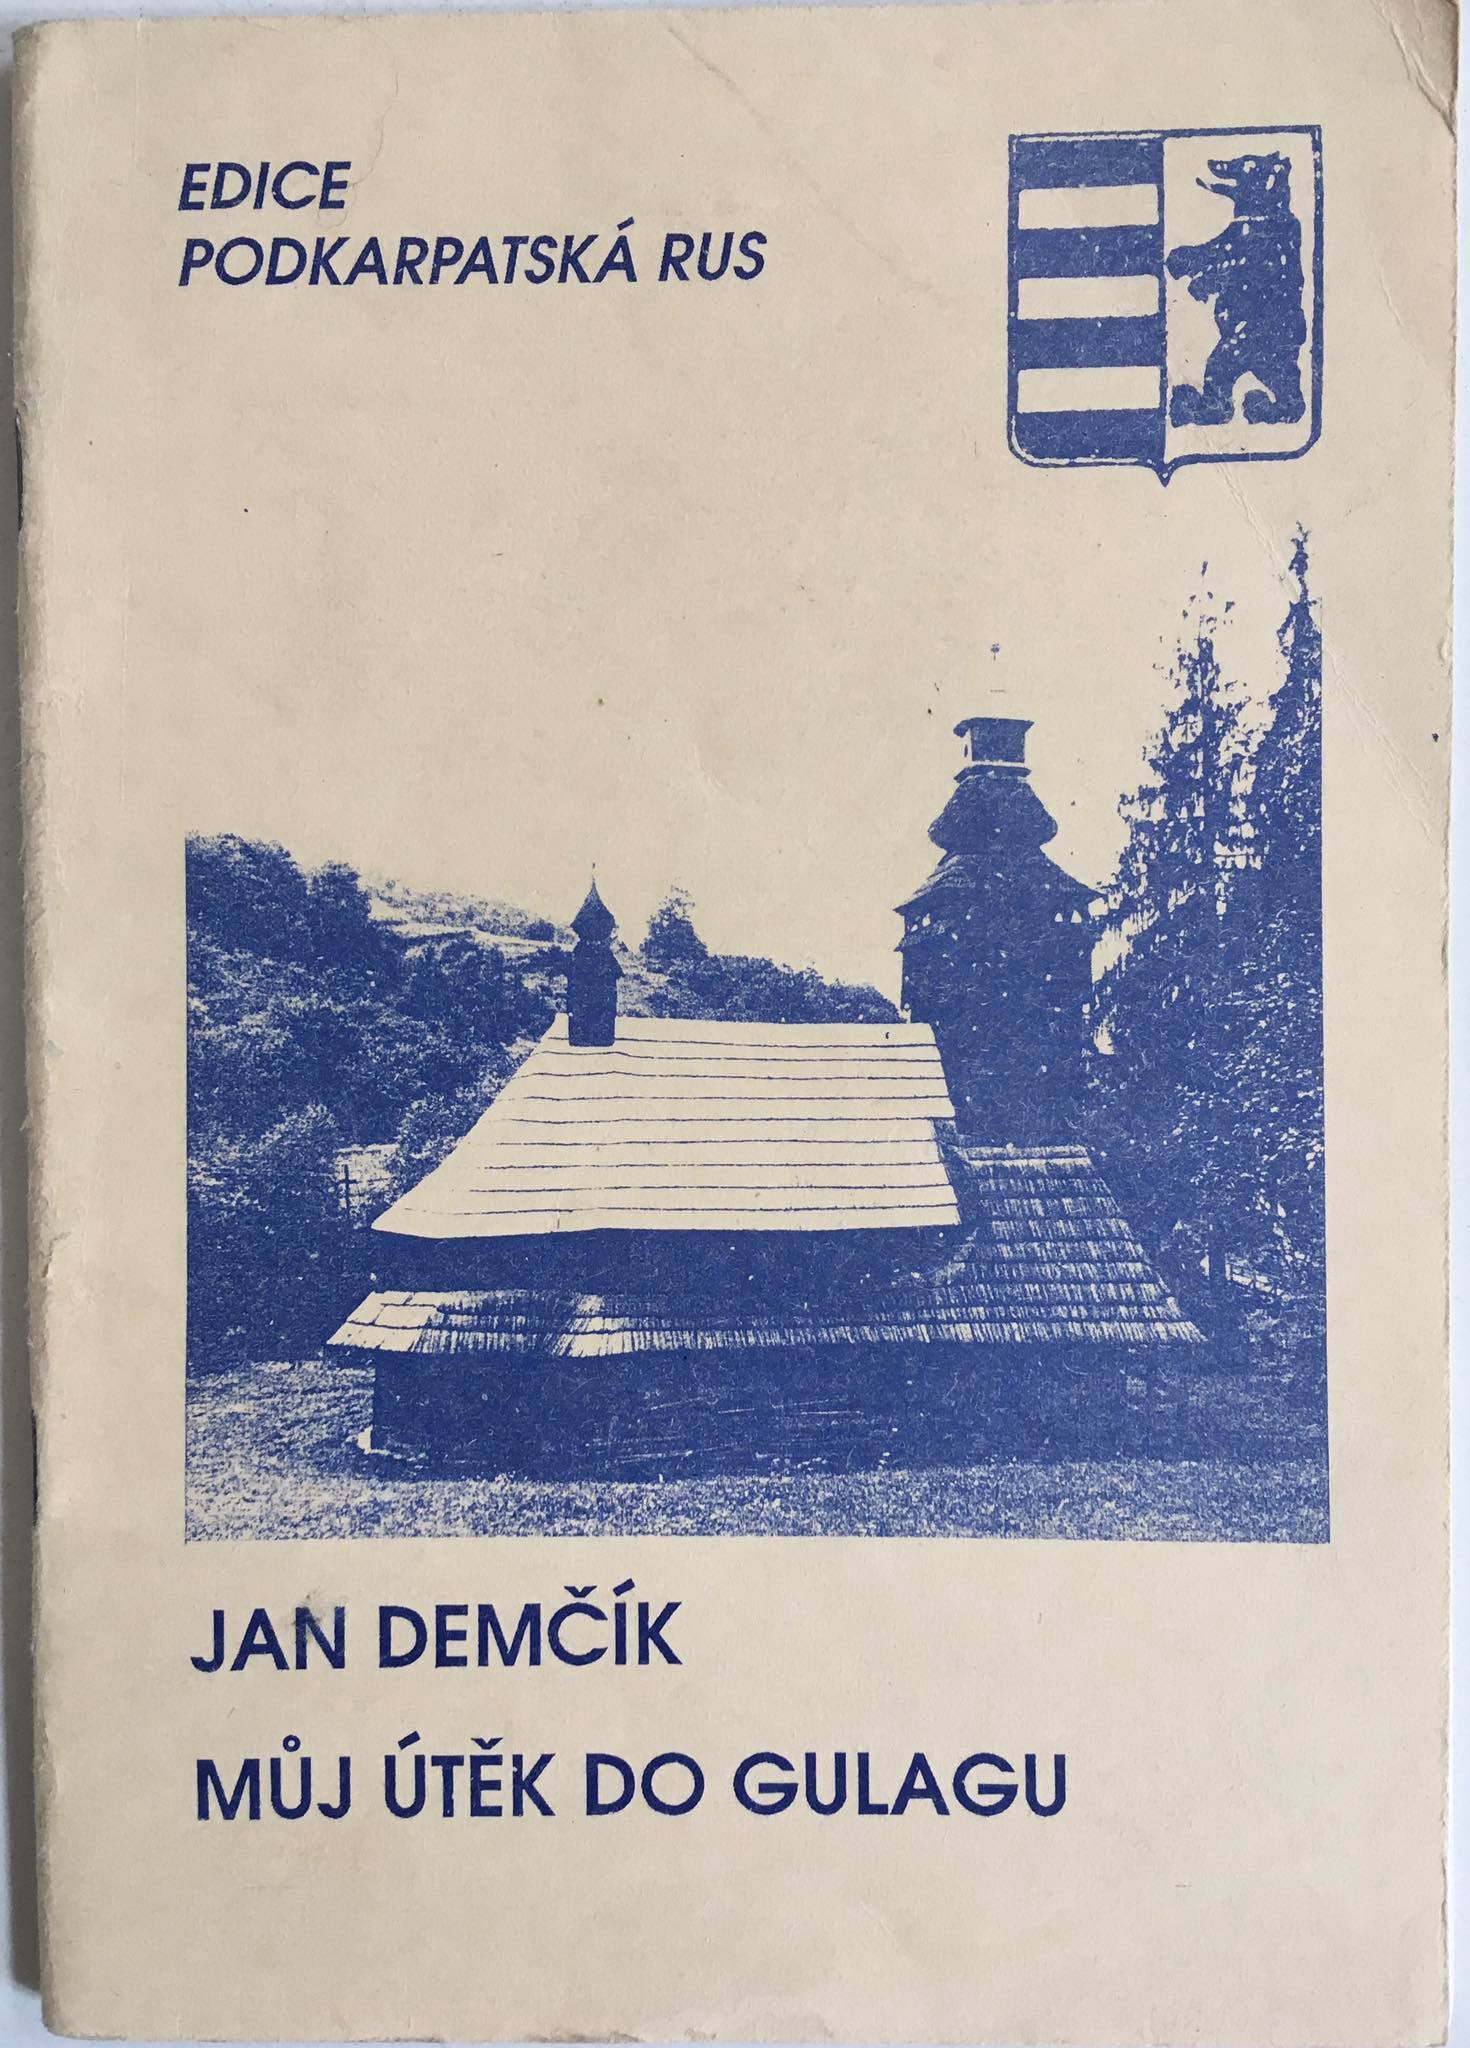 EDICE
PODKARPATSKÁ RUS
JAN DEMČÍK
MŮJ ÚTĚK DO GULAGU